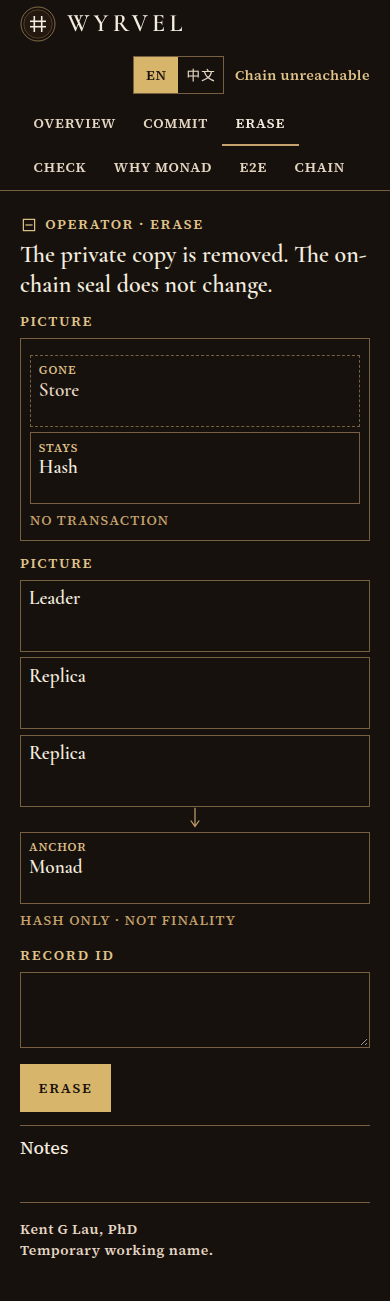 WYRVEL
EN 中文 Chain unreachable
OVERVIEW COMMIT ERASE
CHECK WHY MONAD E2E CHAIN
OPERATOR · ERASE
The private copy is removed. The on-
chain seal does not change.
PICTURE
GONE
Store
STAYS
Hash
NO TRANSACTION
PICTURE
Leader
Replica
Replica
ANCHOR
Monad
HASH ONLY · NOT FINALITY
RECORD ID
ERASE
Notes
Kent G Lau, PhD
Temporary working name.